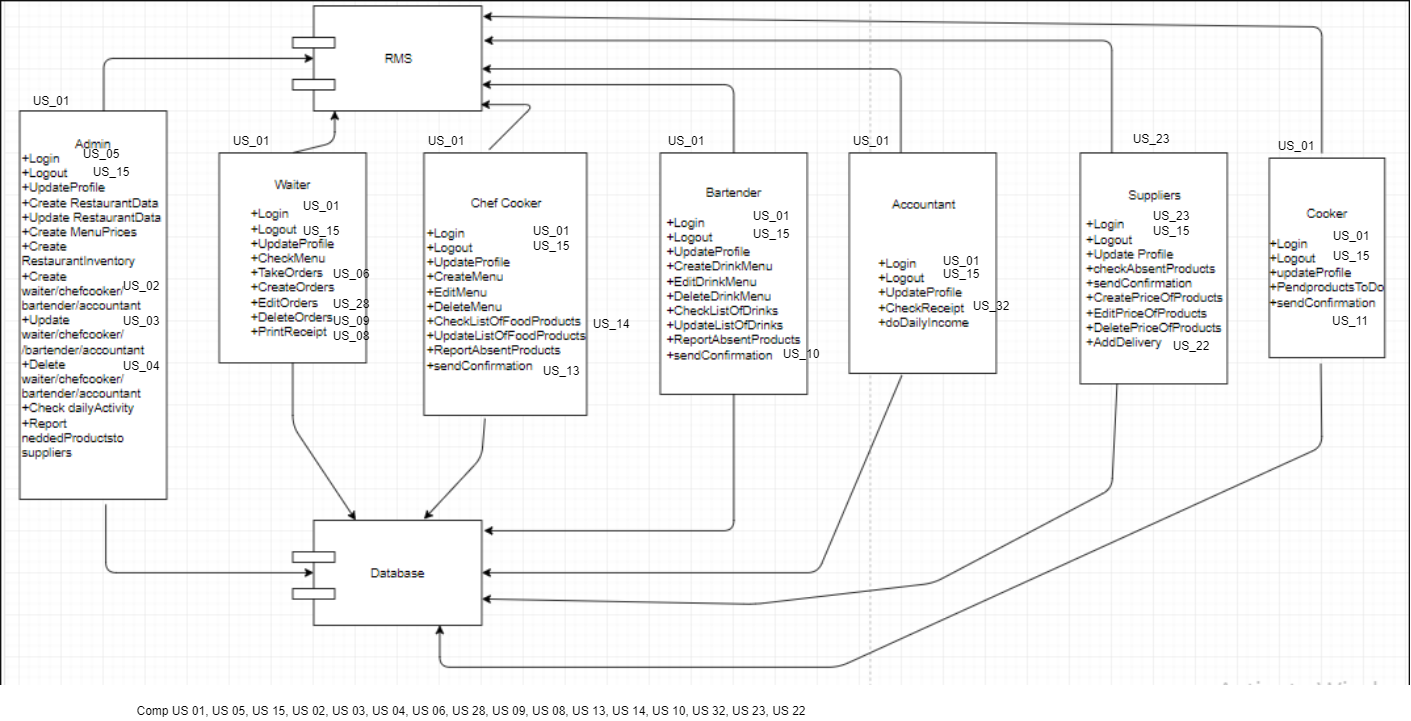 RMS
US_01
Admin
+Login US_05
+Logout US_15
+UpdateProfile
+Create RestaurantData
+Update RestaurantData
+Create MenuPrices
+Create
RestaurantInventory
+Create
waiter/chefcooker/ US_02
bartender/accountant
+Update US_03
waiter/chefcooker/
/bartender/accountant
+Delete US_04
waiter/chefcooker/
bartender/accountant
+Check dailyActivity
+Report
neddedProductsto
suppliers
US_01
Waiter
US_01
+Login
+Logout US_15
+UpdateProfile
+CheckMenu
+TakeOrders US_06
+CreateOrders
+EditOrders US_28
+DeleteOrders US_09
+PrintReceipt US_08
US_01
Chef Cooker
+Login US_01
+Logout US_15
+UpdateProfile
+CreateMenu
+EditMenu
+DeleteMenu
+CheckListOfFoodProducts US_14
+UpdateListOfFoodProducts
+ReportAbsentProducts
+sendConfirmation US_13
US_01
Bartender
+Login US_01
+Logout US_15
+UpdateProfile
+CreateDrinkMenu
+EditDrinkMenu
+DeleteDrinkMenu
+CheckListOfDrinks
+UpdateListOfDrinks
+ReportAbsentProducts
+sendConfirmation US_10
US_01
Accountant
+Login US_01
+Logout US_15
+UpdateProfile
+CheckReceipt US_32
+doDailyIncome
US_23
Suppliers
+Login US_23
+Logout US_15
+Update Profile
+checkAbsentProducts
+sendConfirmation
+CreatePriceOfProducts
+EditPriceOfProducts
+DeletePriceOfProducts
+AddDelivery US_22
US_01
Cooker
+Login US_01
+Logout US_15
+updateProfile
+PendproductsToDo
+sendConfirmation
US_11
Database
Comp US 01, US 05, US 15, US 02, US 03, US 04, US 06, US 28, US 09, US 08, US 13, US 14, US 10, US 32, US 23, US 22